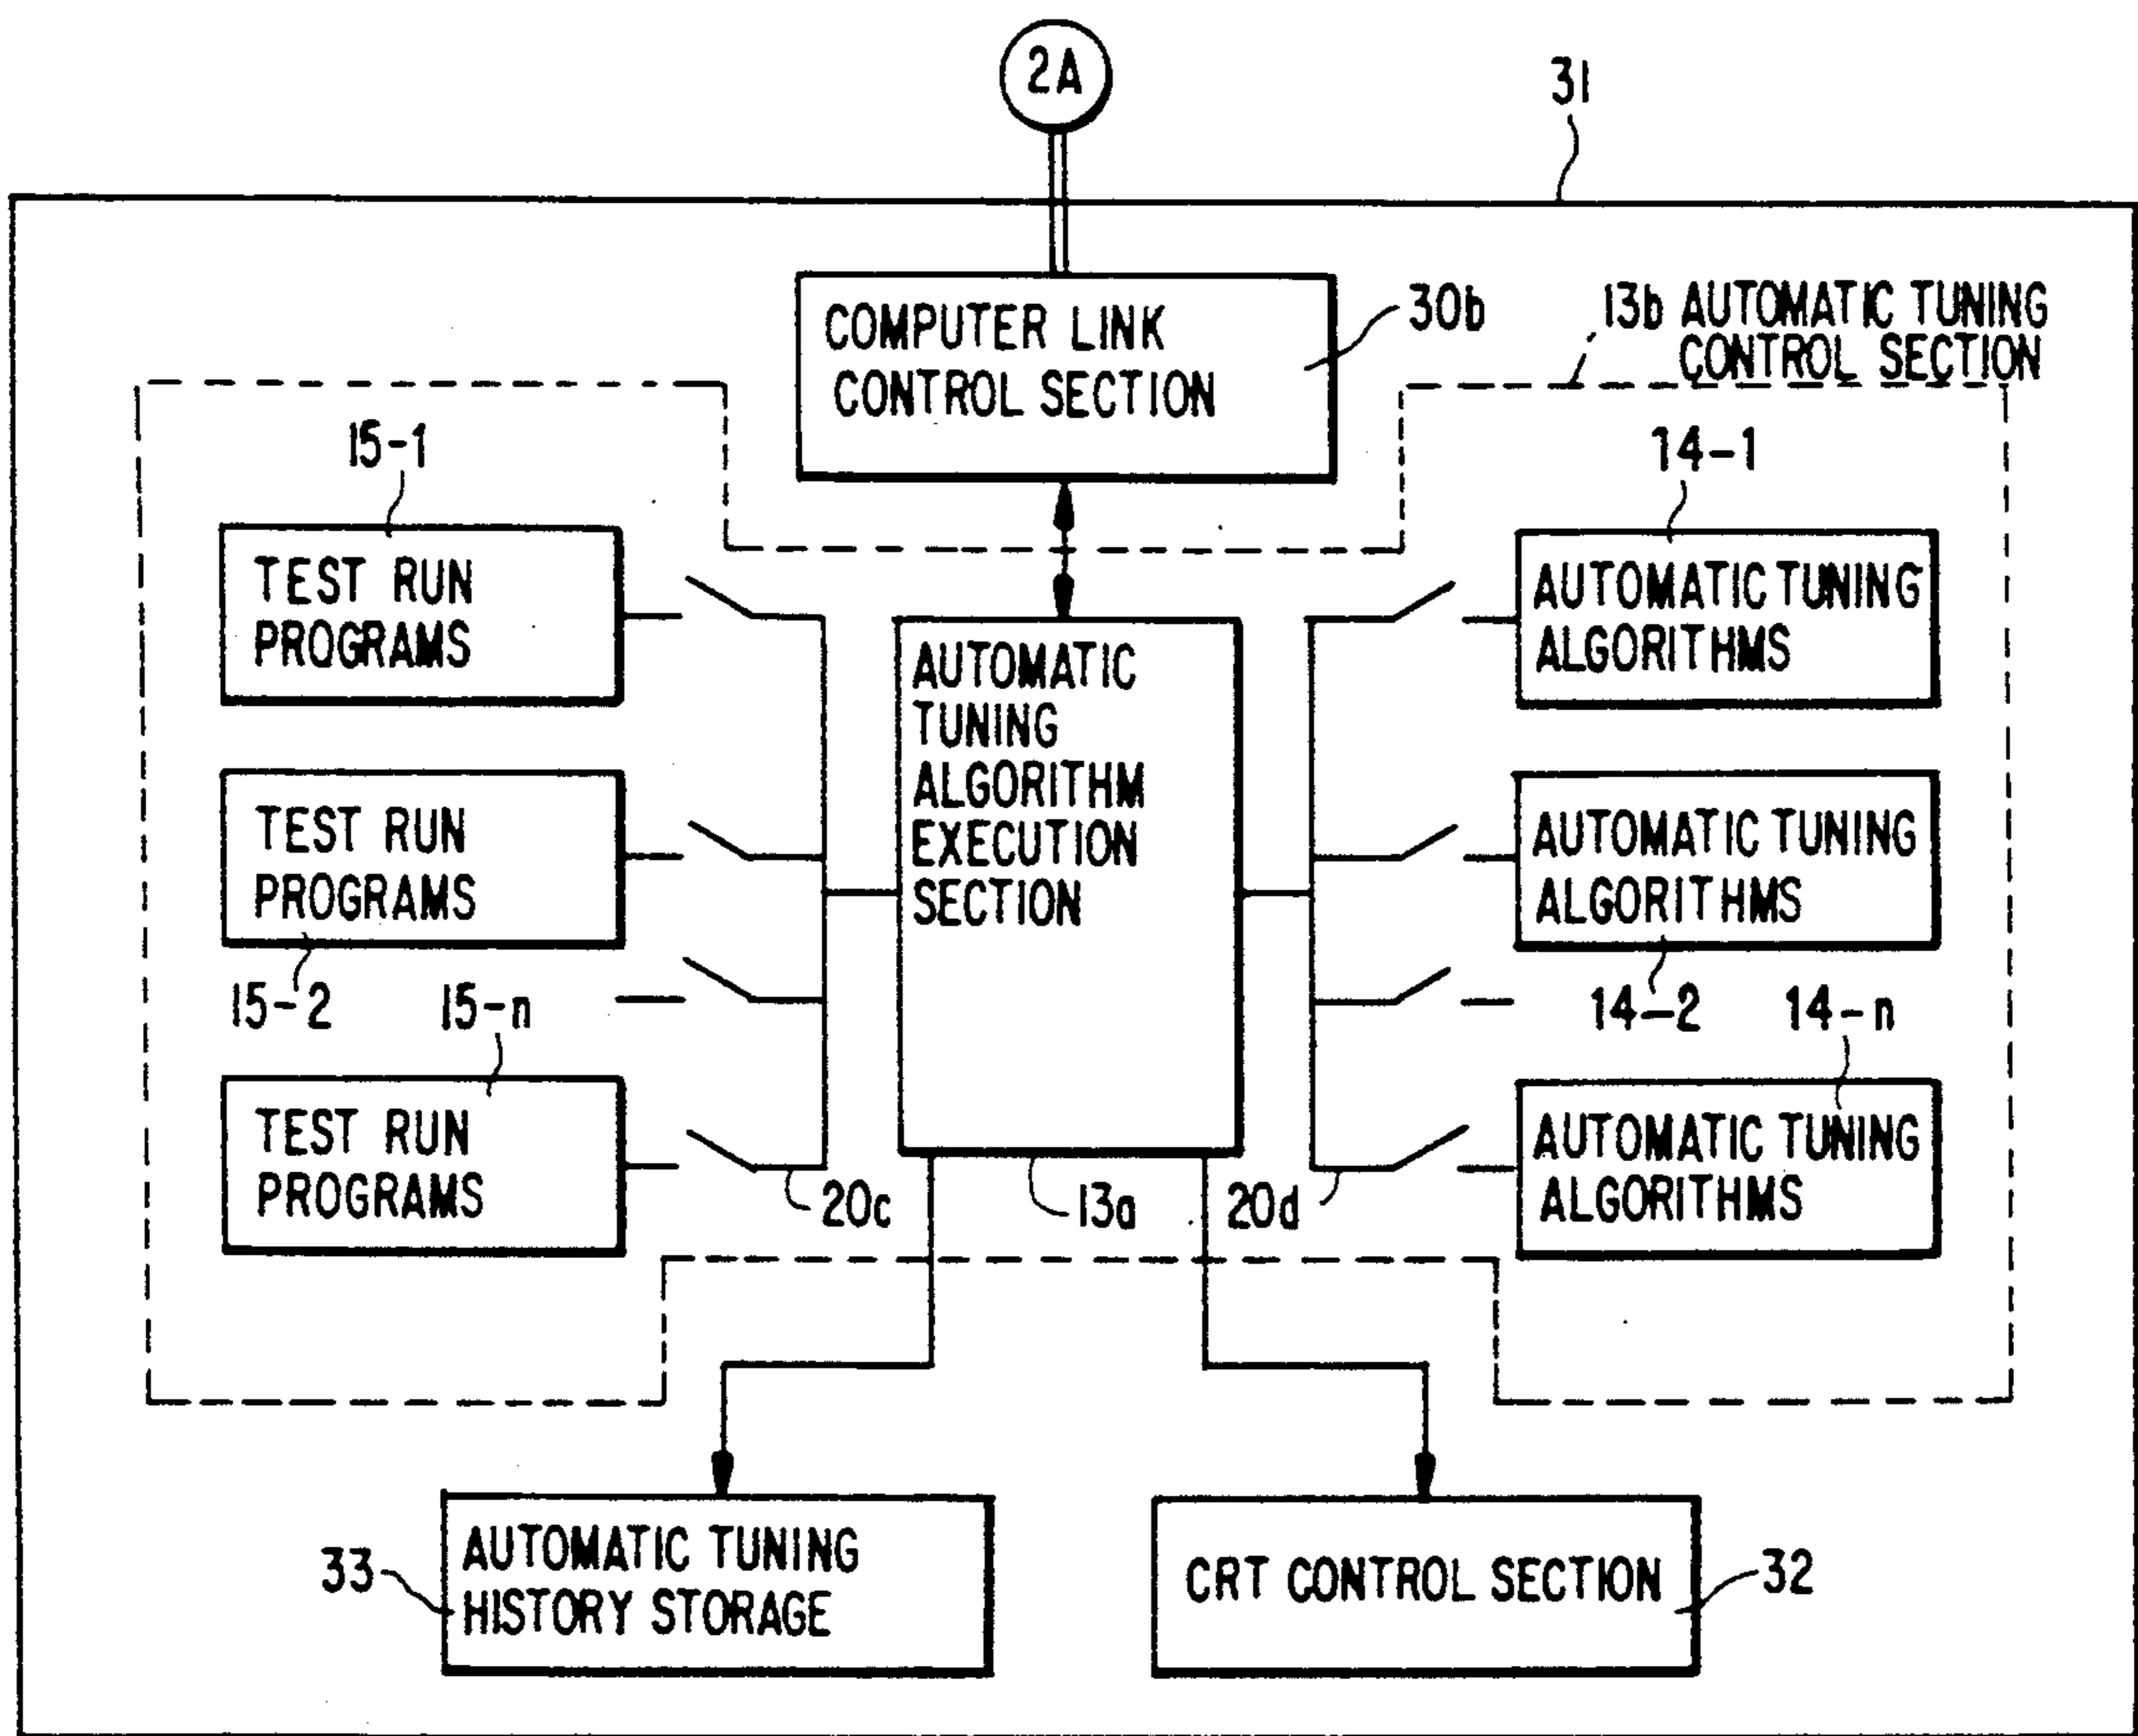 2A
31
COMPUTER LINK
CONTROL SECTION
30b
13b AUTOMATIC TUNING
CONTROL SECTION
15-1
14-1
TEST RUN
PROGRAMS
AUTOMATIC
TUNING
ALGORITHM
EXECUTION
SECTION
AUTOMATIC TUNING
ALGORITHMS
TEST RUN
PROGRAMS
AUTOMATIC TUNING
ALGORITHMS
15-2
15-n
14-2
14-n
TEST RUN
PROGRAMS
AUTOMATIC TUNING
ALGORITHMS
20c
13a
20d
33
AUTOMATIC TUNING
HISTORY STORAGE
CRT CONTROL SECTION
32